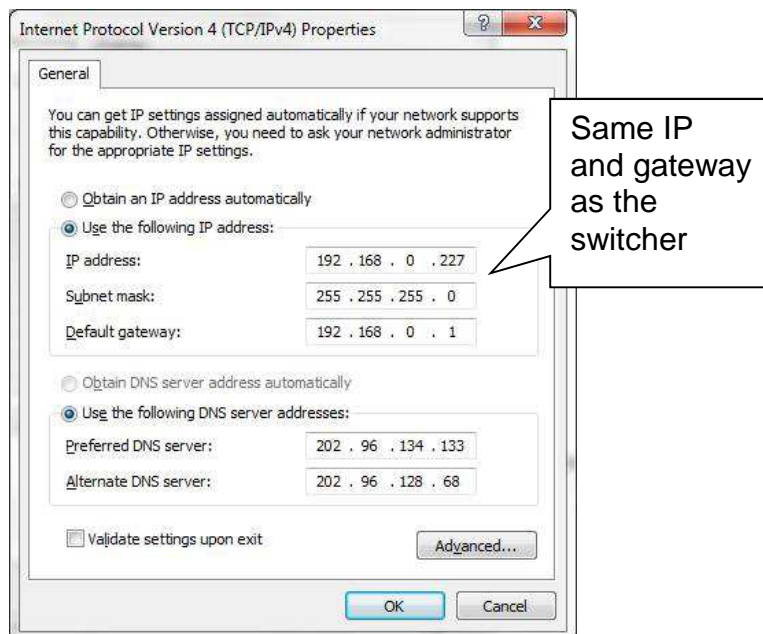 Internet Protocol Version 4 (TCP/IPv4) Properties
General
You can get IP settings assigned automatically if your network supports
this capability. Otherwise, you need to ask your network administrator
for the appropriate IP settings.
Obtain an IP address automatically
Use the following IP address:
IP address:
192 . 168 . 0 . 227
Subnet mask:
255 . 255 . 255 . 0
Default gateway:
192 . 168 . 0 . 1
Same IP
and gateway
as the
switcher
Obtain DNS server address automatically
Use the following DNS server addresses:
Preferred DNS server:
202 . 96 . 134 . 133
Alternate DNS server:
202 . 96 . 128 . 68
Validate settings upon exit
Advanced...
OK
Cancel